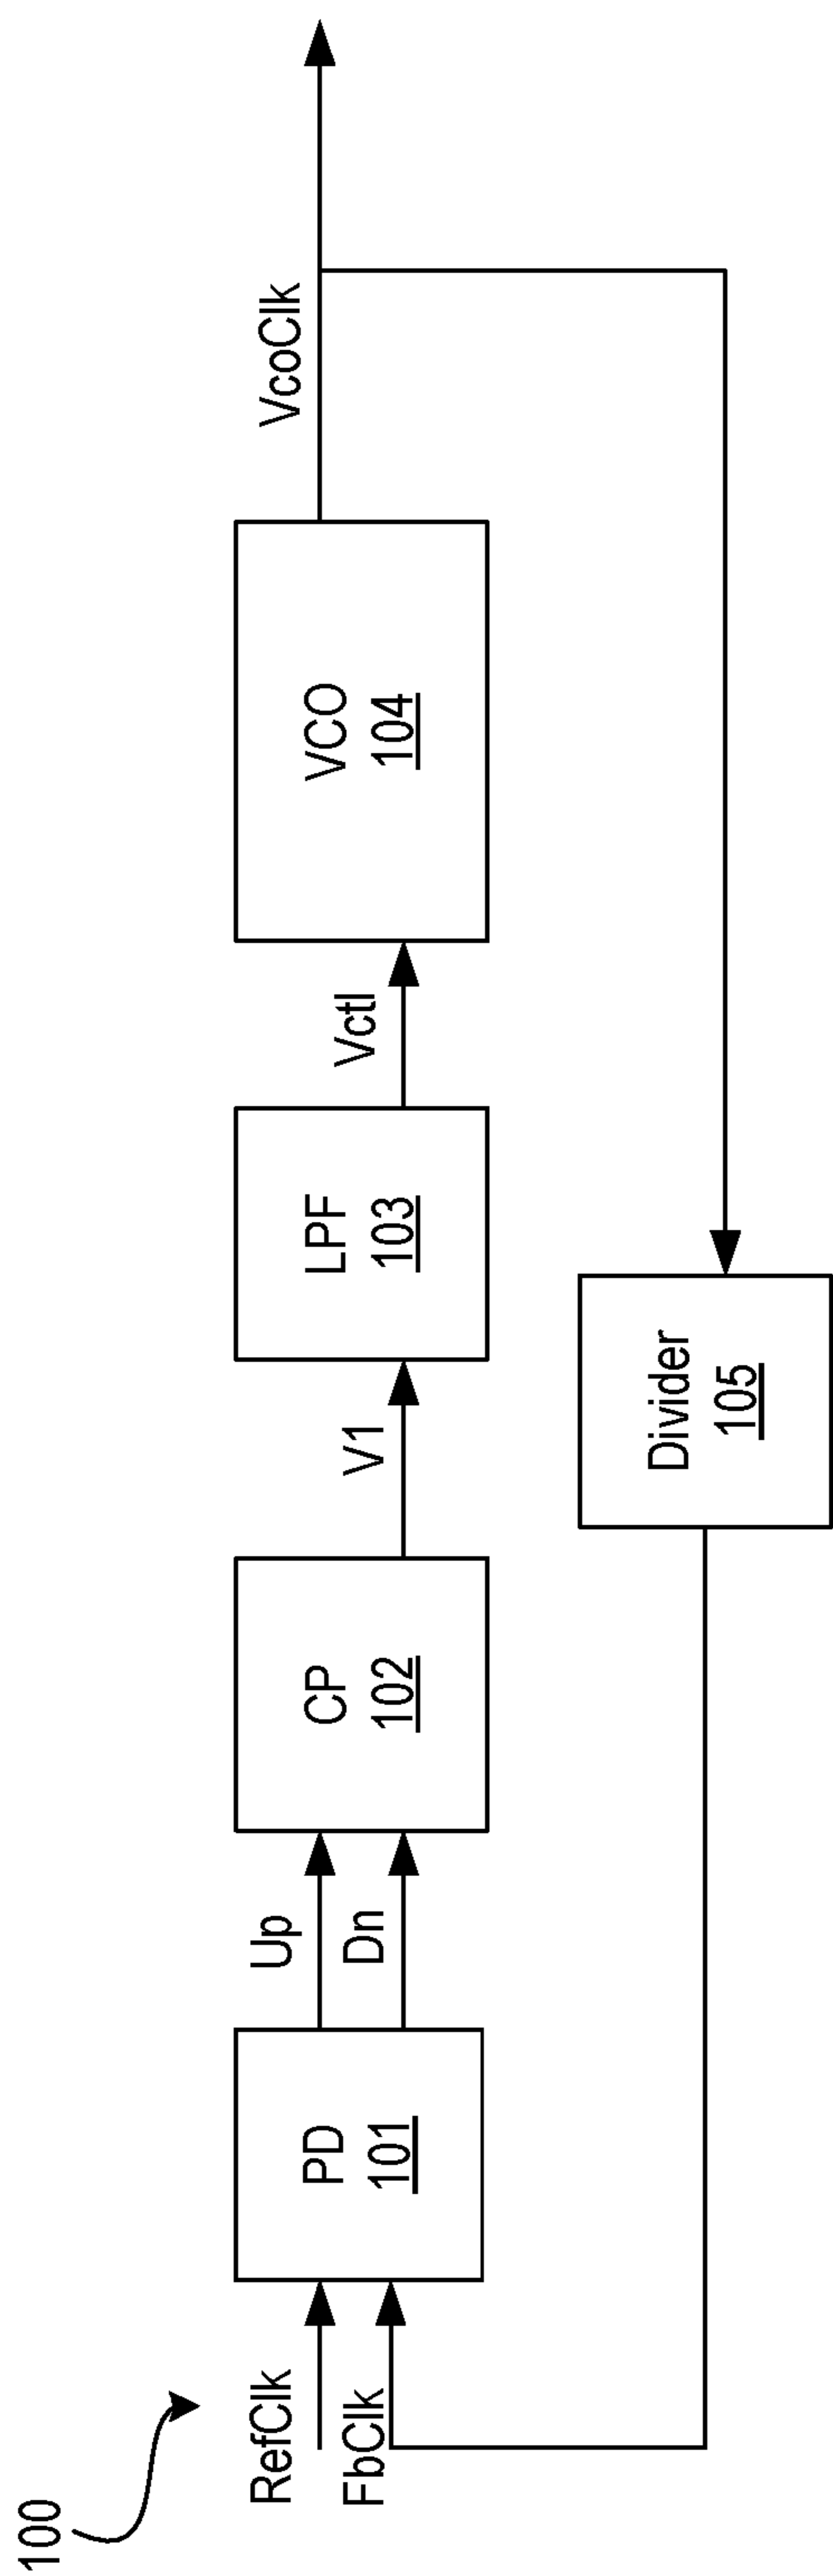 100
RefClk
FbClk
PD
101
Up
Dn
CP
102
V1
LPF
103
Vctl
VCO
104
VcoClk
Divider
105